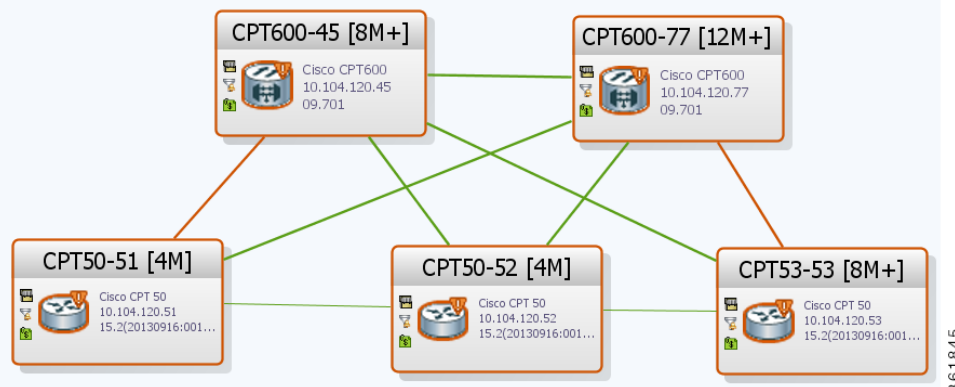 CPT600-45 [8M+]
Cisco CPT600
10.104.120.45
09.701
CPT600-77 [12M+]
Cisco CPT600
10.104.120.77
09.701
CPT50-51 [4M]
Cisco CPT 50
10.104.120.51
15.2(20130916:001...
CPT50-52 [4M]
Cisco CPT 50
10.104.120.52
15.2(20130916:001...
CPT53-53 [8M+]
Cisco CPT 50
10.104.120.53
15.2(20130916:001...